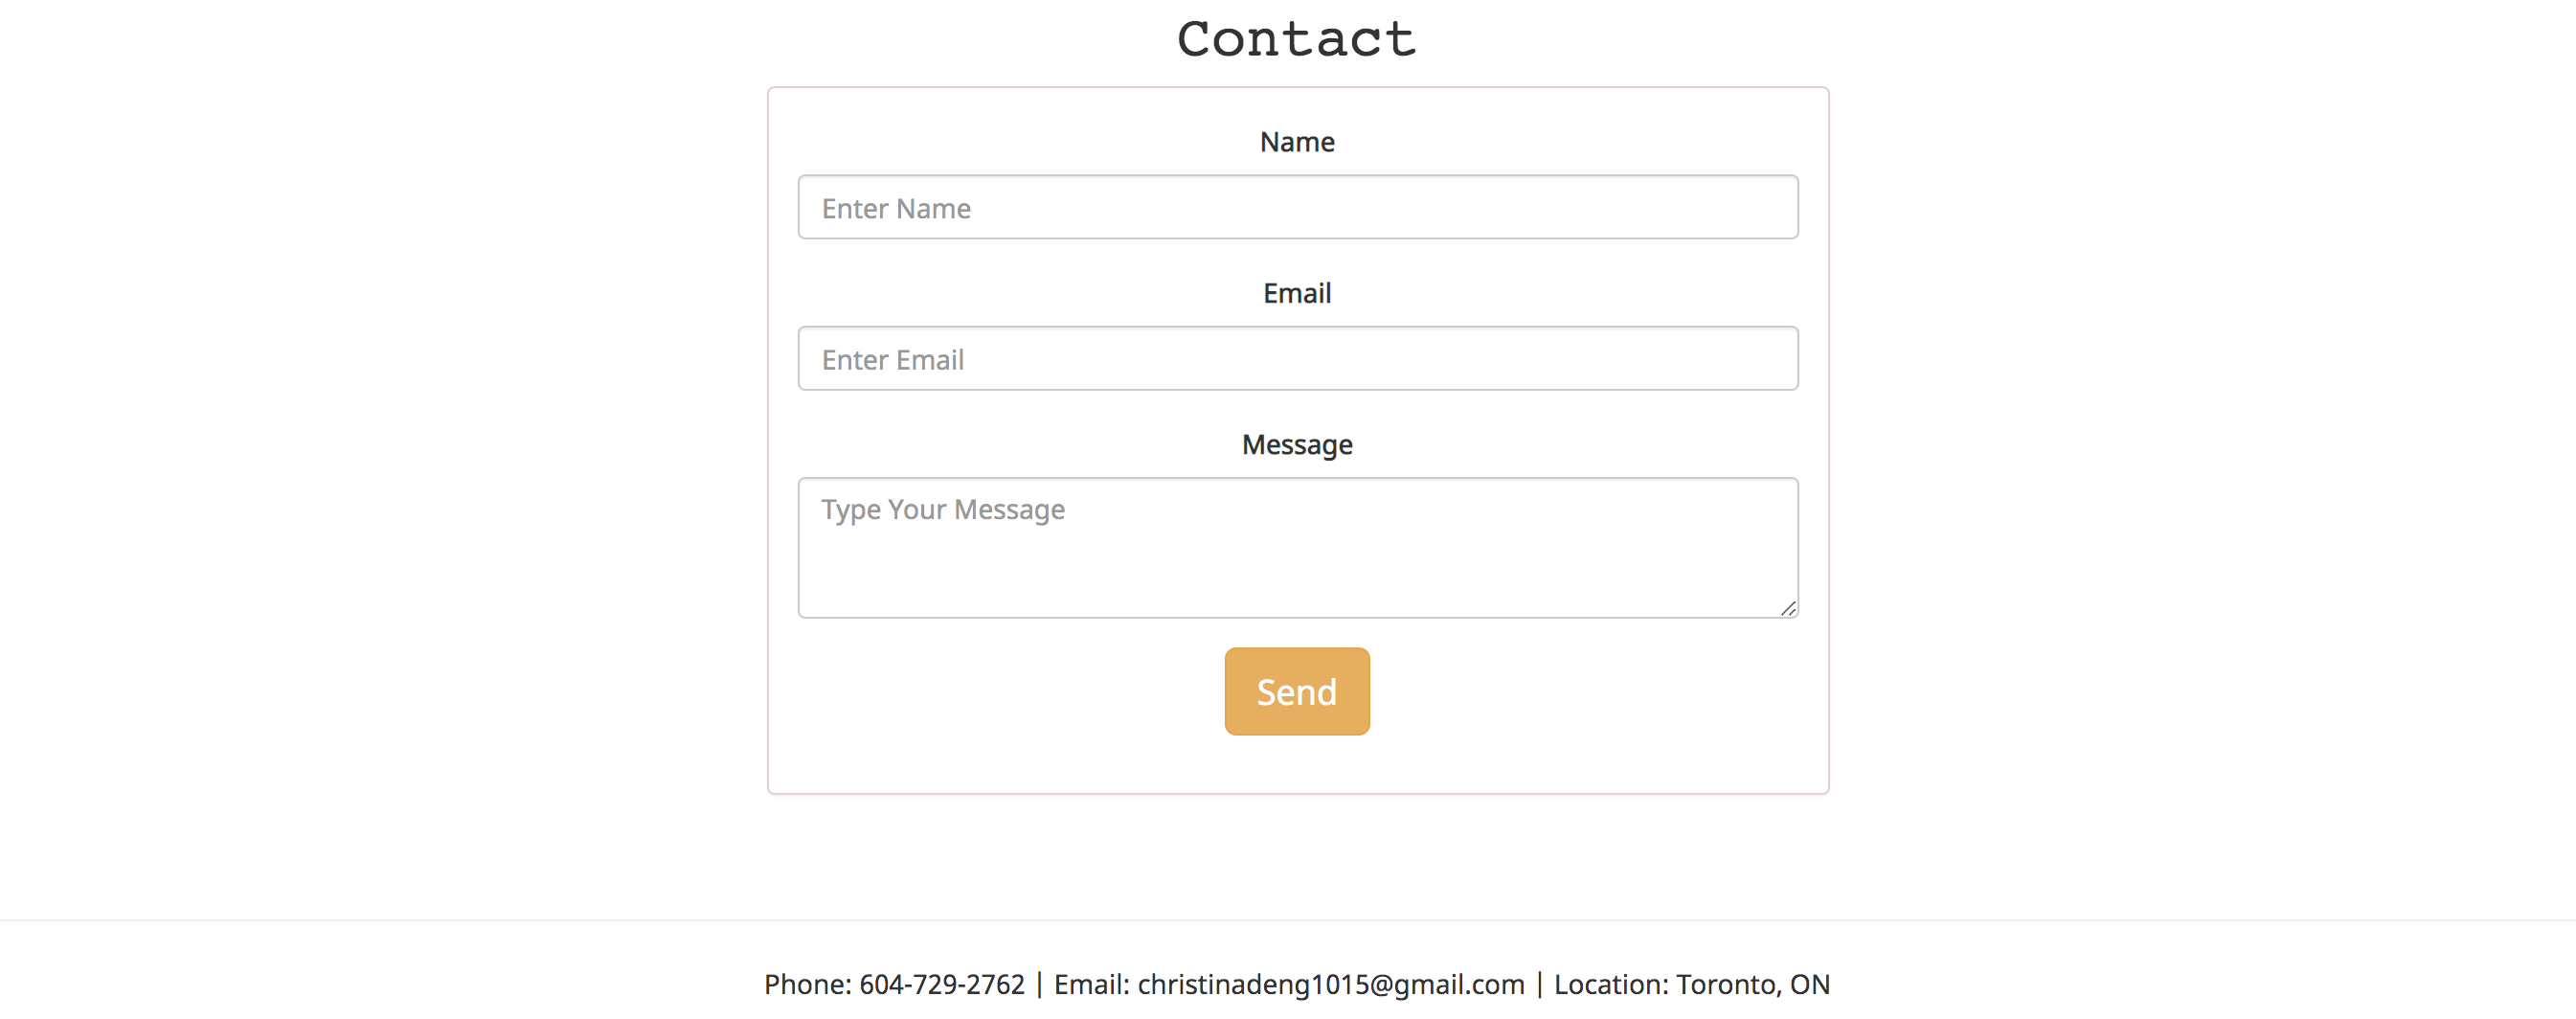 Contact
Name
Enter Name
Email
Enter Email
Message
Type Your Message
Send
Phone: 604-729-2762 | Email: christinadeng1015@gmail.com | Location: Toronto, ON